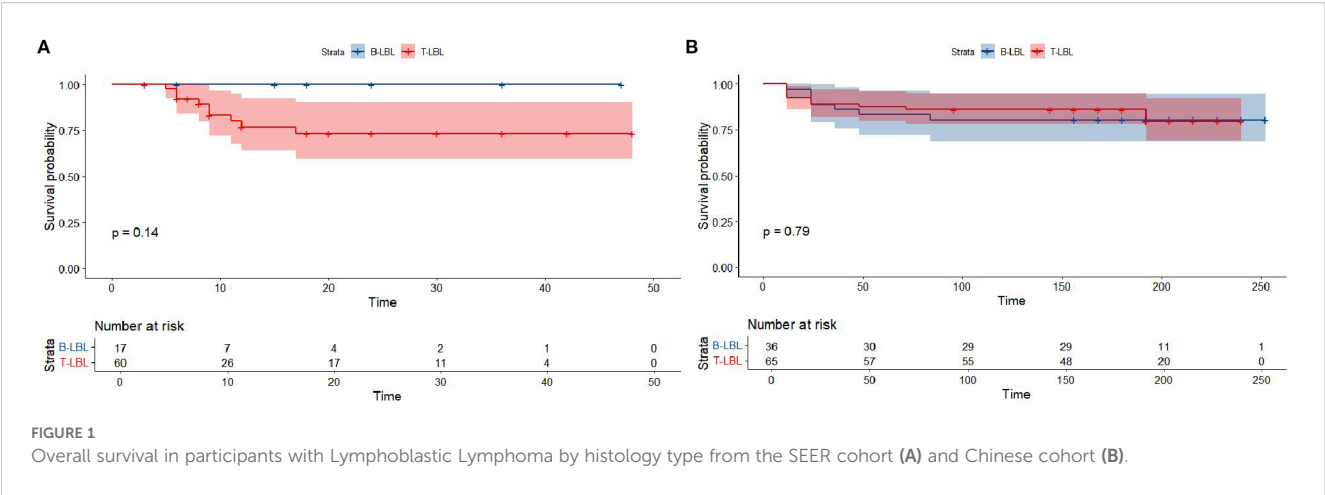 A
Strata B-LBL T-LBL
1.00
0.75
0.50
0.25
0.00
Survival probability
p = 0.14
0 10 20 30 40 50
Time
Number at risk
Strata
B-LBL 17 7 4 2 1 0
T-LBL 60 26 17 11 4 0
0 10 20 30 40 50
Time
B
Strata B-LBL T-LBL
1.00
0.75
0.50
0.25
0.00
Survival probability
p = 0.79
0 50 100 150 200 250
Time
Number at risk
Strata
B-LBL 36 30 29 29 11 1
T-LBL 65 57 55 48 20 0
0 50 100 150 200 250
Time
FIGURE 1
Overall survival in participants with Lymphoblastic Lymphoma by histology type from the SEER cohort (A) and Chinese cohort (B).